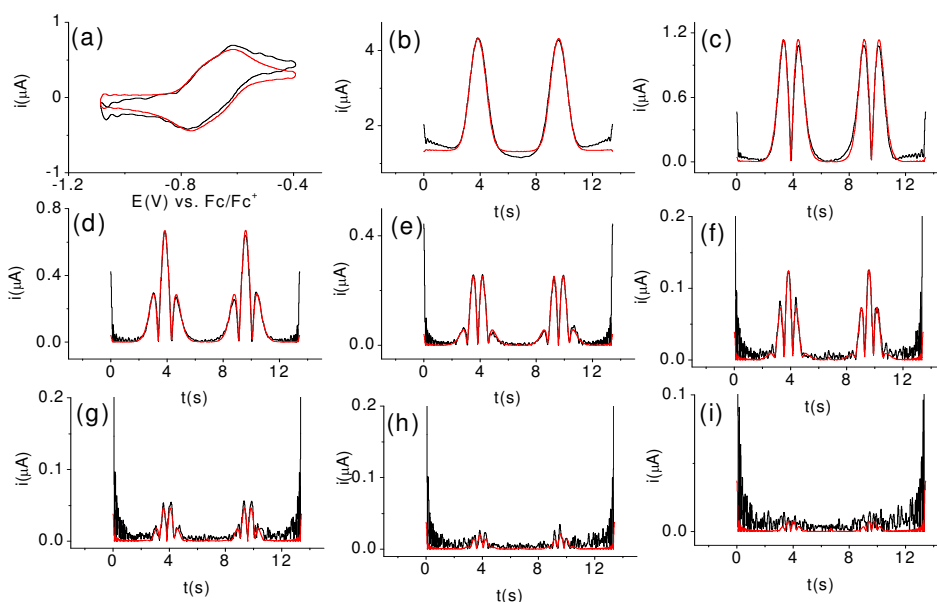 (a)
i(μA)
1
0
-1
-1.2 -0.8 -0.4
E(V) vs. Fc/Fc⁺
(b)
i(μA)
4
2
0 4 8 12
t(s)
(c)
i(μA)
1.2
0.6
0.0
0 4 8 12
t(s)
(d)
i(μA)
0.8
0.4
0.0
0 6 12
t(s)
(e)
i(μA)
0.4
0.2
0.0
0 4 8 12
t(s)
(f)
i(μA)
0.2
0.1
0.0
0 4 8 12
t(s)
(g)
i(μA)
0.2
0.1
0.0
0 4 8 12
t(s)
(h)
i(μA)
0.2
0.1
0.0
0 4 8 12
t(s)
(i)
i(μA)
0.1
0.0
0 4 8 12
t(s)